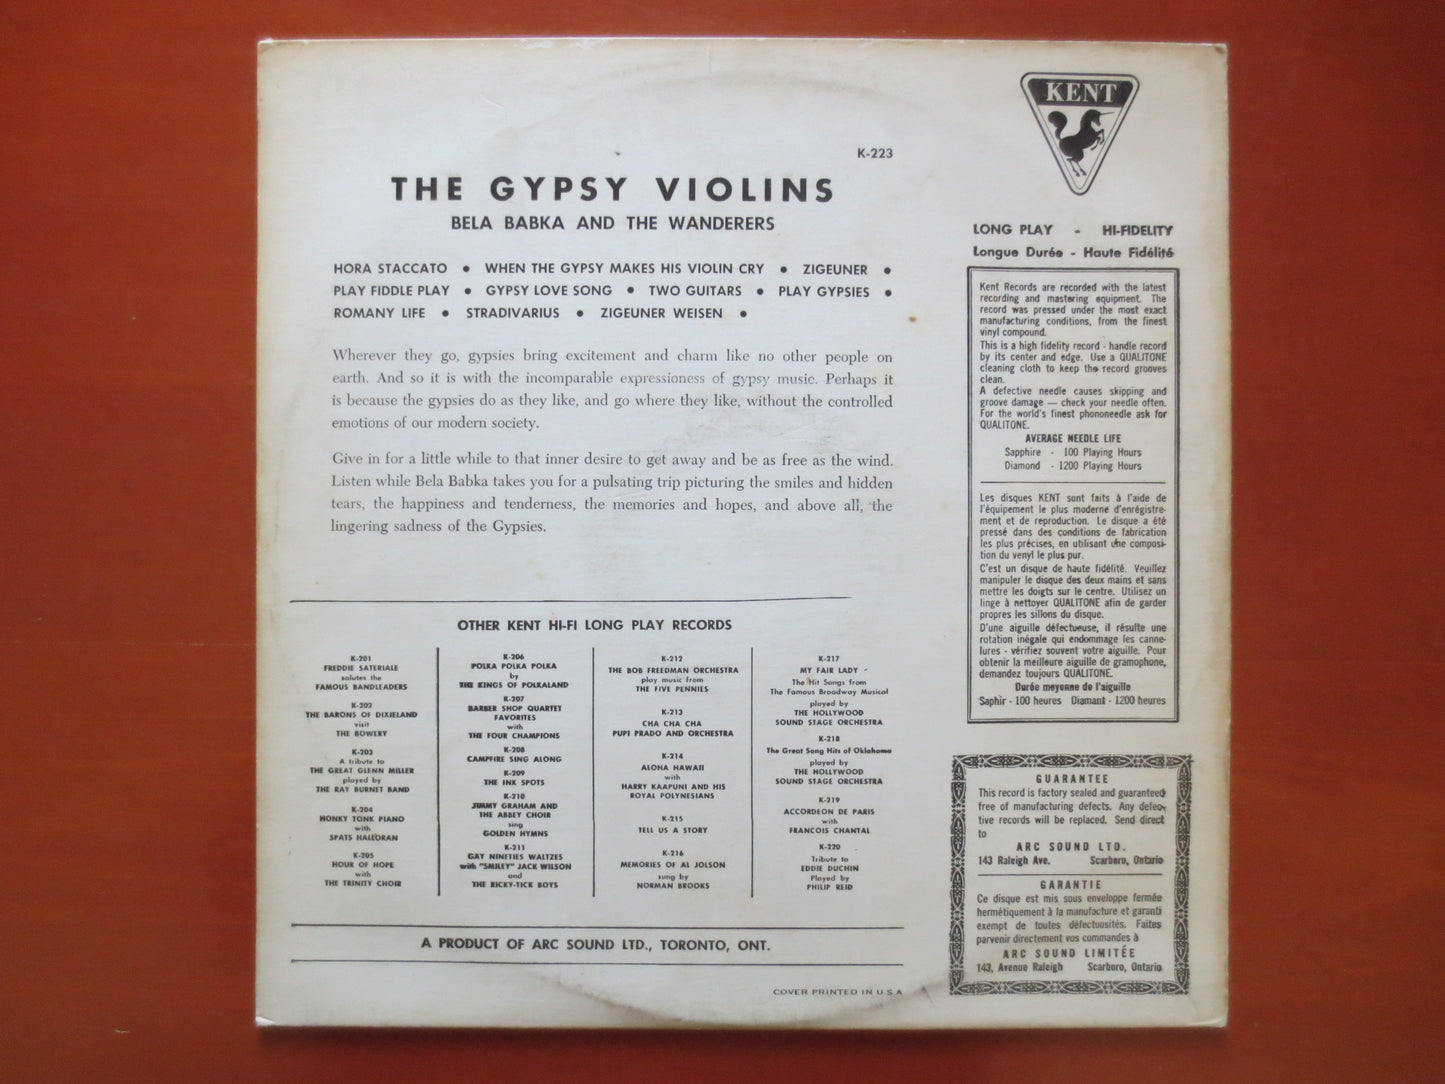 KENT
K-223
THE GYPSY VIOLINS
BELA BABKA AND THE WANDERERS
HORA STACCATO • WHEN THE GYPSY MAKES HIS VIOLIN CRY • ZIGEUNER •
PLAY FIDDLE PLAY • GYPSY LOVE SONG • TWO GUITARS • PLAY GYPSIES •
ROMANY LIFE • STRADIVARIUS • ZIGEUNER WEISEN •
Wherever they go, gypsies bring excitement and charm like no other people on
earth. And so it is with the incomparable expressioness of gypsy music. Perhaps it
is because the gypsies do as they like, and go where they like, without the controlled
emotions of our modern society.
Give in for a little while to that inner desire to get away and be as free as the wind.
Listen while Bela Babka takes you for a pulsating trip picturing the smiles and hidden
tears, the happiness and tenderness, the memories and hopes, and above all, the
lingering sadness of the Gypsies.
OTHER KENT HI-FI LONG PLAY RECORDS
K-201
FREDDIE SATERIALE
salutes the
FAMOUS BANDLEADERS
K-202
THE BARONS OF DIXIELAND
visit
THE BOWERY
K-203
A tribute to
THE GREAT GLENN MILLER
played by
THE RAY BURNET BAND
K-204
HONKY TONK PIANO
with
SPATS HALLORAN
K-205
HOUR OF HOPE
with
THE TRINITY CHOIR
K-206
POLKA POLKA POLKA
by
THE KINGS OF POLKALAND
K-207
BARBER SHOP QUARTET
FAVORITES
with
THE FOUR CHAMPIONS
K-208
CAMPFIRE SING ALONG
K-209
THE INK SPOTS
K-210
JIMMY GRAHAM AND
THE ABBEY CHOIR
sing
GOLDEN HYMNS
K-211
GAY NINETIES WALTZES
with "SMILEY" JACK WILSON
and
THE RICKY-TICK BOYS
K-212
THE BOB FREEDMAN ORCHESTRA
play music from
THE FIVE PENNIES
K-213
CHA CHA CHA
PUPI PRADO AND ORCHESTRA
K-214
ALOHA HAWAII
with
HARRY KAAPUNI AND HIS
ROYAL POLYNESIANS
K-215
TELL US A STORY
K-216
MEMORIES OF AL JOLSON
sung by
NORMAN BROOKS
K-217
MY FAIR LADY -
The Hit Songs from
The Famous Broadway Musical
played by
THE HOLLYWOOD
SOUND STAGE ORCHESTRA
K-218
The Great Song Hits of Oklahoma
played by
THE HOLLYWOOD
SOUND STAGE ORCHESTRA
K-219
ACCORDEON DE PARIS
with
FRANCOIS CHANTAL
K-220
Tribute to
EDDIE DUCHIN
Played by
PHILIP REID
A PRODUCT OF ARC SOUND LTD., TORONTO, ONT.
COVER PRINTED IN U S A
LONG PLAY - HI-FIDELITY
Longue Durée - Haute Fidélité
Kent Records are recorded with the latest
recording and mastering equipment. The
record was pressed under the most exact
manufacturing conditions, from the finest
vinyl compound.
This is a high fidelity record - handle record
by its center and edge. Use a QUALITONE
cleaning cloth to keep the record grooves
clean.
A defective needle causes skipping and
groove damage — check your needle often.
For the world's finest phononeedle ask for
QUALITONE.
AVERAGE NEEDLE LIFE
Sapphire - 100 Playing Hours
Diamond - 1200 Playing Hours
Les disques KENT sont faits à l'aide de
l'équipement le plus moderne d'enrégistre-
ment et de reproduction. Le disque a été
pressé dans des conditions de fabrication
les plus précises, en utilisant une composi-
tion du venyl le plus pur.
C'est un disque de haute fidélité. Veuillez
manipuler le disque des deux mains et sans
mettre les doigts sur le centre. Utilisez un
linge à nettoyer QUALITONE afin de garder
propres les sillons du disque.
D'une aiguille défectueuse, il résulte une
rotation inégale qui endommage les canne-
lures - vérifiez souvent votre aiguille. Pour
obtenir la meilleure aiguille de gramophone,
demandez toujours QUALITONE.
Durée moyenne de l'aiguille
Saphir - 100 heures Diamant - 1200 heures
GUARANTEE
This record is factory sealed and guaranteed
free of manufacturing defects. Any defec-
tive records will be replaced. Send direct
to
ARC SOUND LTD.
143 Raleigh Ave. Scarboro, Ontario
GARANTIE
Ce disque est mis sous enveloppe fermée
hermétiquement à la manufacture et garanti
exempt de toutes défectuosités. Faites
parvenir directement vos commandes à
ARC SOUND LIMITÉE
143, Avenue Raleigh Scarboro, Ontario